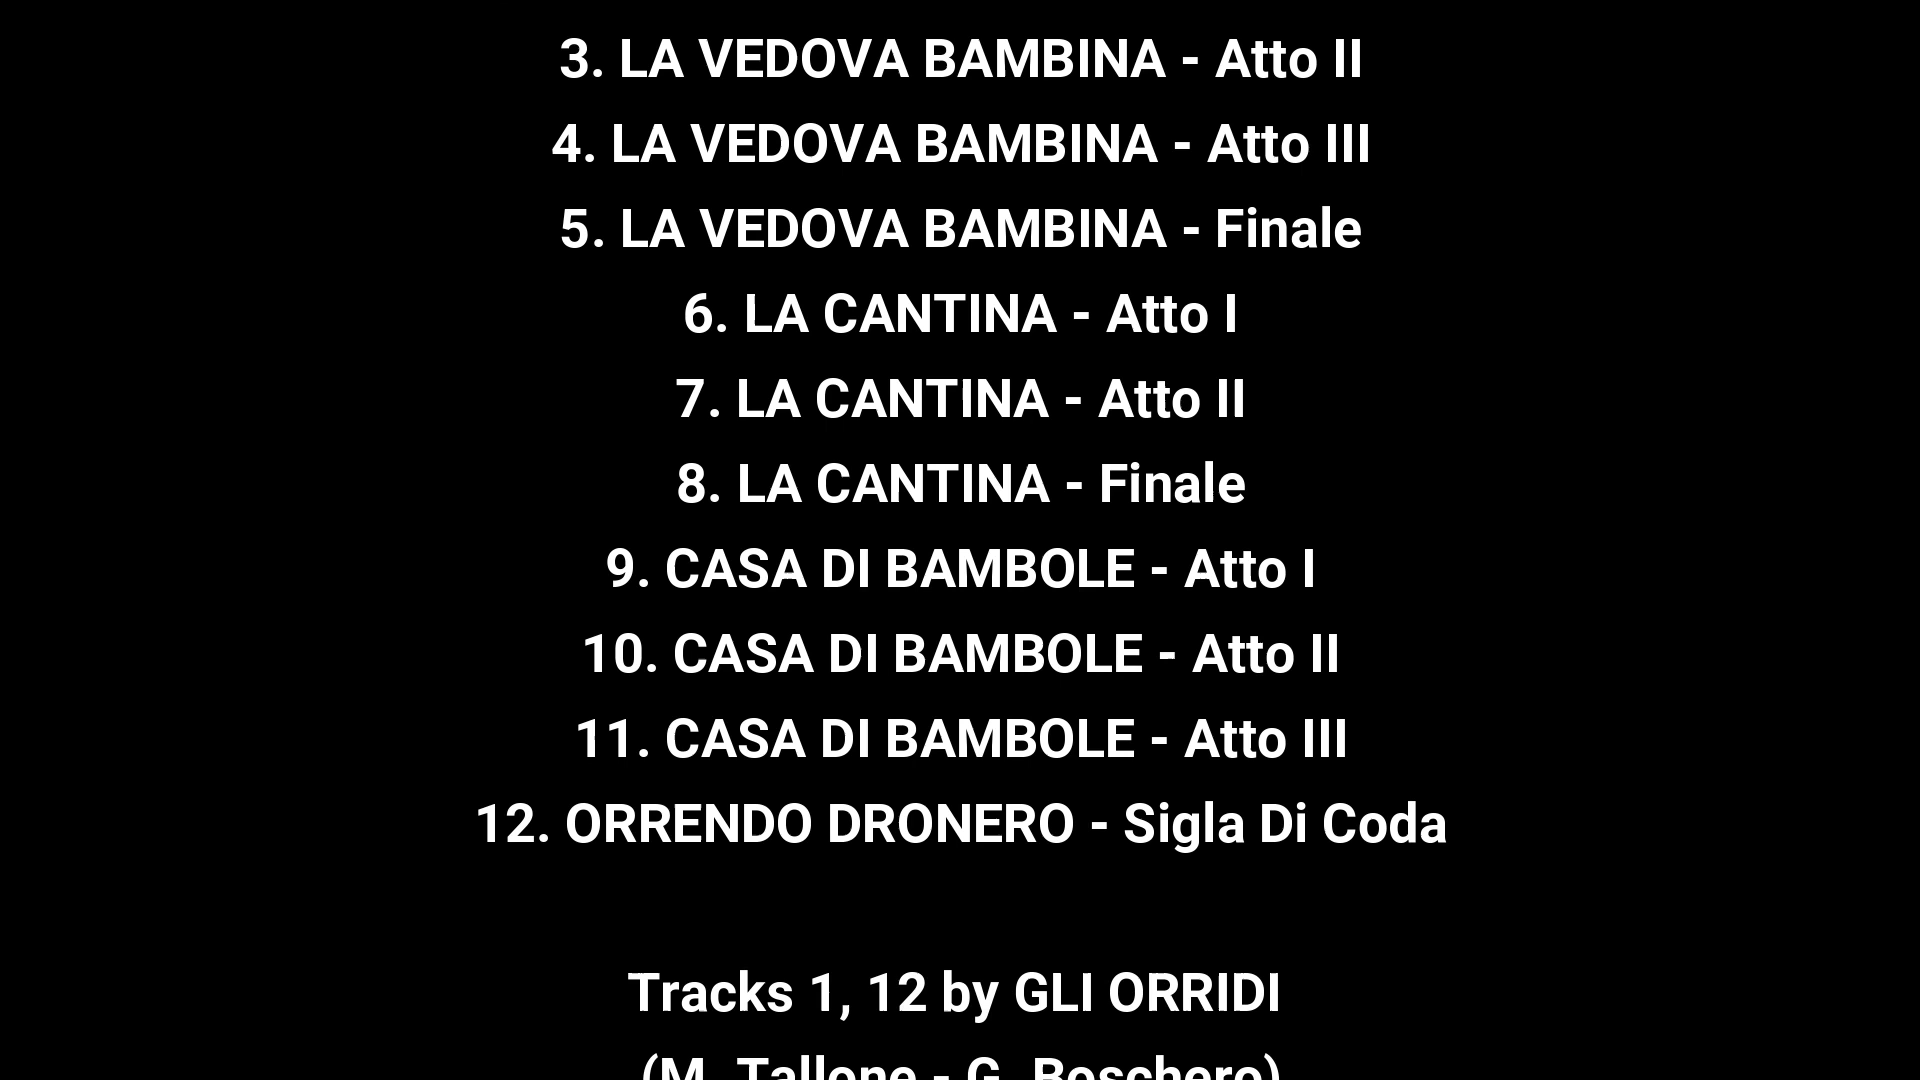 3. LA VEDOVA BAMBINA - Atto II
4. LA VEDOVA BAMBINA - Atto III
5. LA VEDOVA BAMBINA - Finale
6. LA CANTINA - Atto I
7. LA CANTINA - Atto II
8. LA CANTINA - Finale
9. CASA DI BAMBOLE - Atto I
10. CASA DI BAMBOLE - Atto II
11. CASA DI BAMBOLE - Atto III
12. ORRENDO DRONERO - Sigla Di Coda
Tracks 1, 12 by GLI ORRIDI
(M. Tallone - G. Boschero)